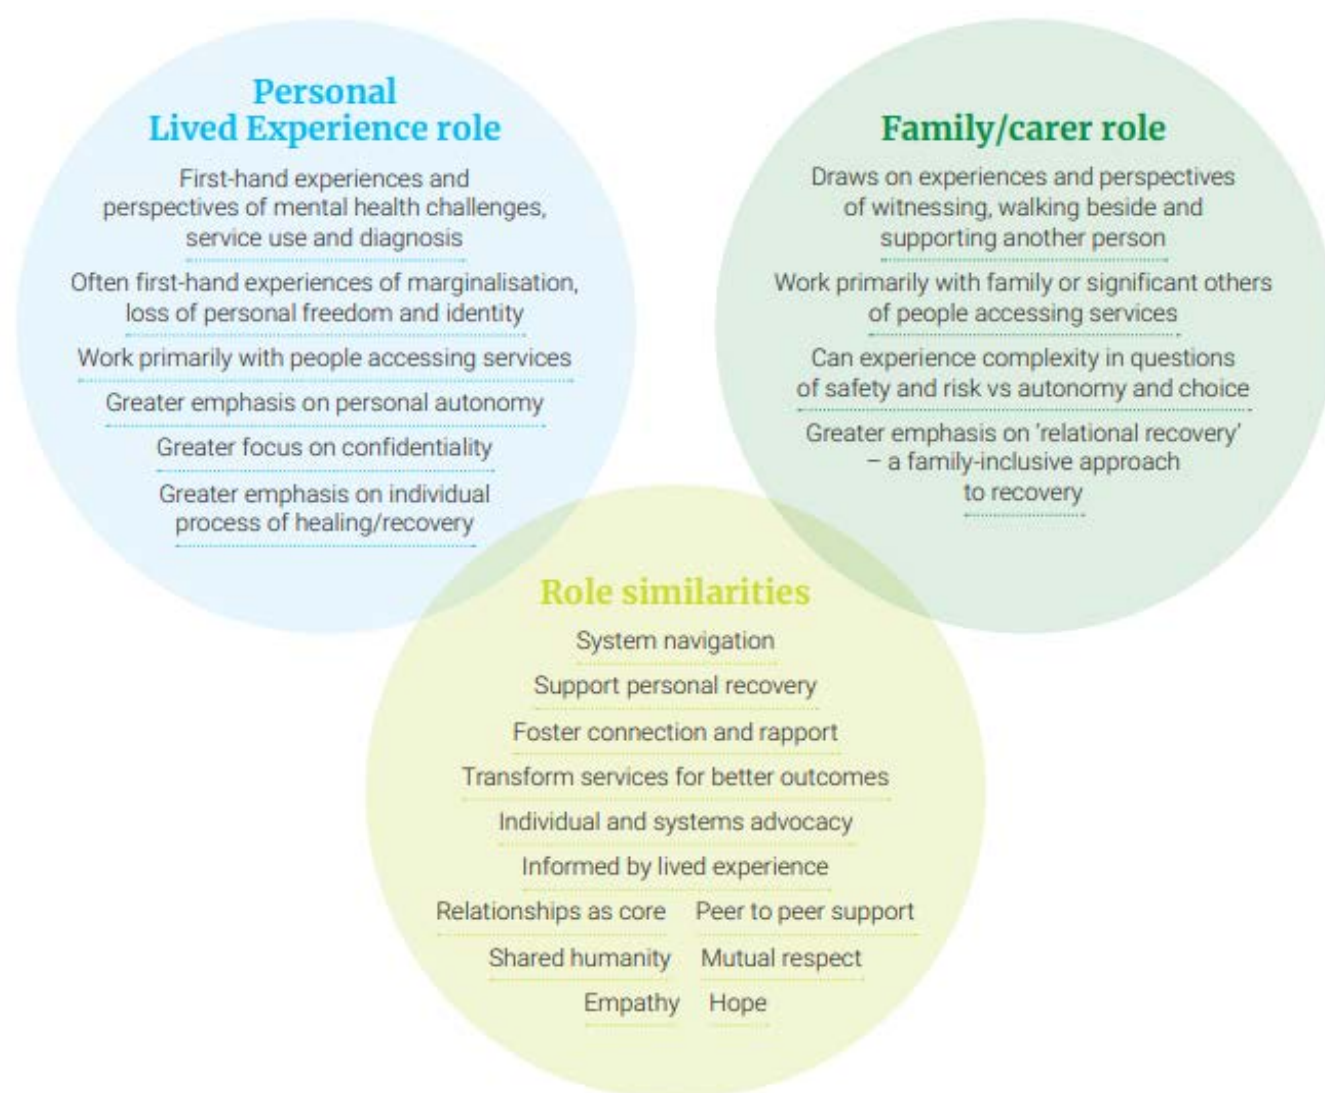 Personal
Lived Experience role
First-hand experiences and
perspectives of mental health challenges,
service use and diagnosis
Often first-hand experiences of marginalisation,
loss of personal freedom and identity
Work primarily with people accessing services
Greater emphasis on personal autonomy
Greater focus on confidentiality
Greater emphasis on individual
process of healing/recovery
Family/carer role
Draws on experiences and perspectives
of witnessing, walking beside and
supporting another person
Work primarily with family or significant others
of people accessing services
Can experience complexity in questions
of safety and risk vs autonomy and choice
Greater emphasis on ‘relational recovery’
– a family-inclusive approach
to recovery
Role similarities
System navigation
Support personal recovery
Foster connection and rapport
Transform services for better outcomes
Individual and systems advocacy
Informed by lived experience
Relationships as core Peer to peer support
Shared humanity Mutual respect
Empathy Hope